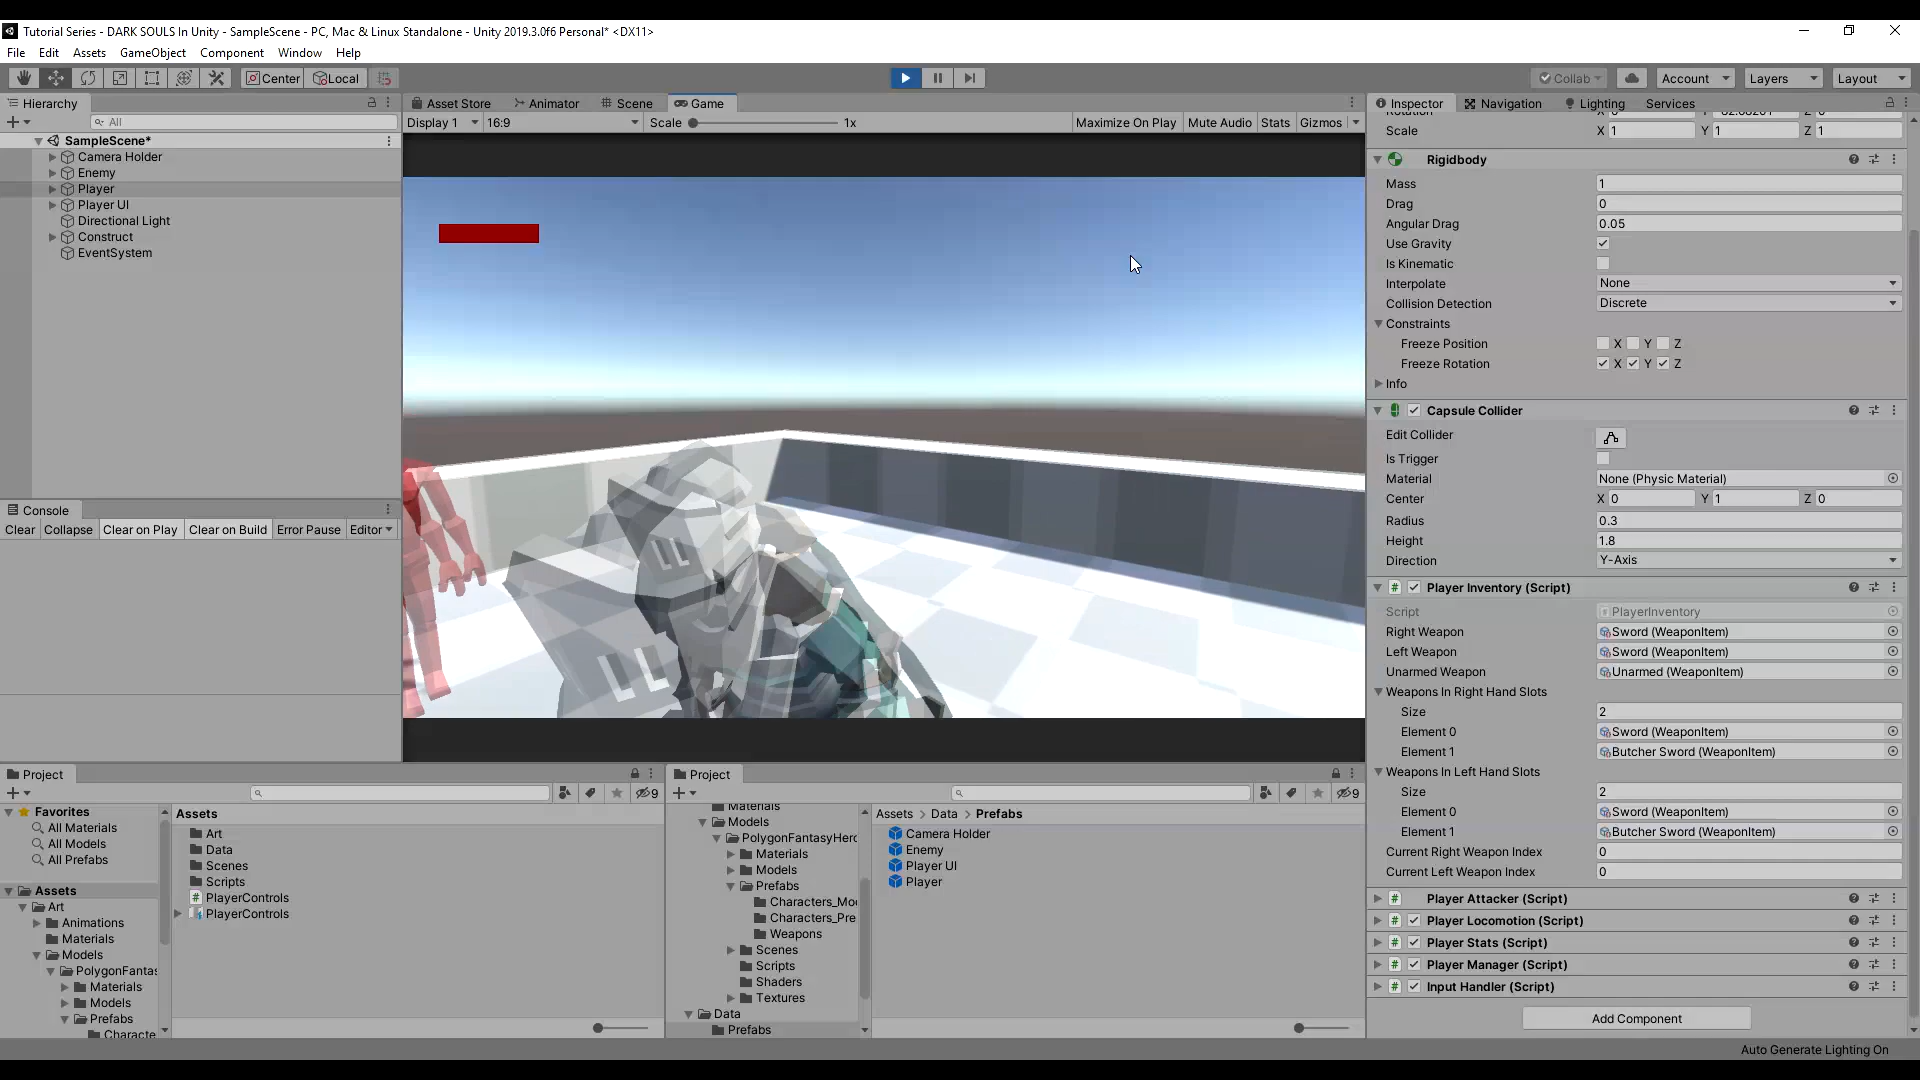 Tutorial Series - DARK SOULS In Unity - SampleScene - PC, Mac & Linux Standalone - Unity 2019.3.0f6 Personal* <DX11>
File Edit Assets GameObject Component Window Help
Center Local Collab Account Layers Layout
Hierarchy
All
SampleScene*
Camera Holder
Enemy
Player
Player UI
Directional Light
Construct
EventSystem
Console
Clear Collapse Clear on Play Clear on Build Error Pause Editor
Asset Store Animator Scene Game
Display 1 16:9 Scale 1x Maximize On Play Mute Audio Stats Gizmos
Inspector Navigation Lighting Services
Scale X 1 Y 1 Z 1
Rigidbody
Mass 1
Drag 0
Angular Drag 0.05
Use Gravity
Is Kinematic
Interpolate None
Collision Detection Discrete
Constraints
Freeze Position X Y Z
Freeze Rotation X Y Z
Info
Capsule Collider
Edit Collider
Is Trigger
Material None (Physic Material)
Center X 0 Y 1 Z 0
Radius 0.3
Height 1.8
Direction Y-Axis
# Player Inventory (Script)
Script PlayerInventory
Right Weapon Sword (WeaponItem)
Left Weapon Sword (WeaponItem)
Unarmed Weapon Unarmed (WeaponItem)
Weapons In Right Hand Slots
Size 2
Element 0 Sword (WeaponItem)
Element 1 Butcher Sword (WeaponItem)
Weapons In Left Hand Slots
Size 2
Element 0 Sword (WeaponItem)
Element 1 Butcher Sword (WeaponItem)
Current Right Weapon Index 0
Current Left Weapon Index 0
# Player Attacker (Script)
# Player Locomotion (Script)
# Player Stats (Script)
# Player Manager (Script)
# Input Handler (Script)
Add Component
Project
9
Favorites
All Materials
All Models
All Prefabs
Assets
Art
Animations
Materials
Models
PolygonFantas
Materials
Models
Prefabs
Characte
Assets
Art
Data
Scenes
Scripts
# PlayerControls
PlayerControls
Project
9
Materials
Models
PolygonFantasyHero
Materials
Models
Prefabs
Characters_Mo
Characters_Pre
Weapons
Scenes
Scripts
Shaders
Textures
Data
Prefabs
Assets > Data > Prefabs
Camera Holder
Enemy
Player UI
Player
Auto Generate Lighting On